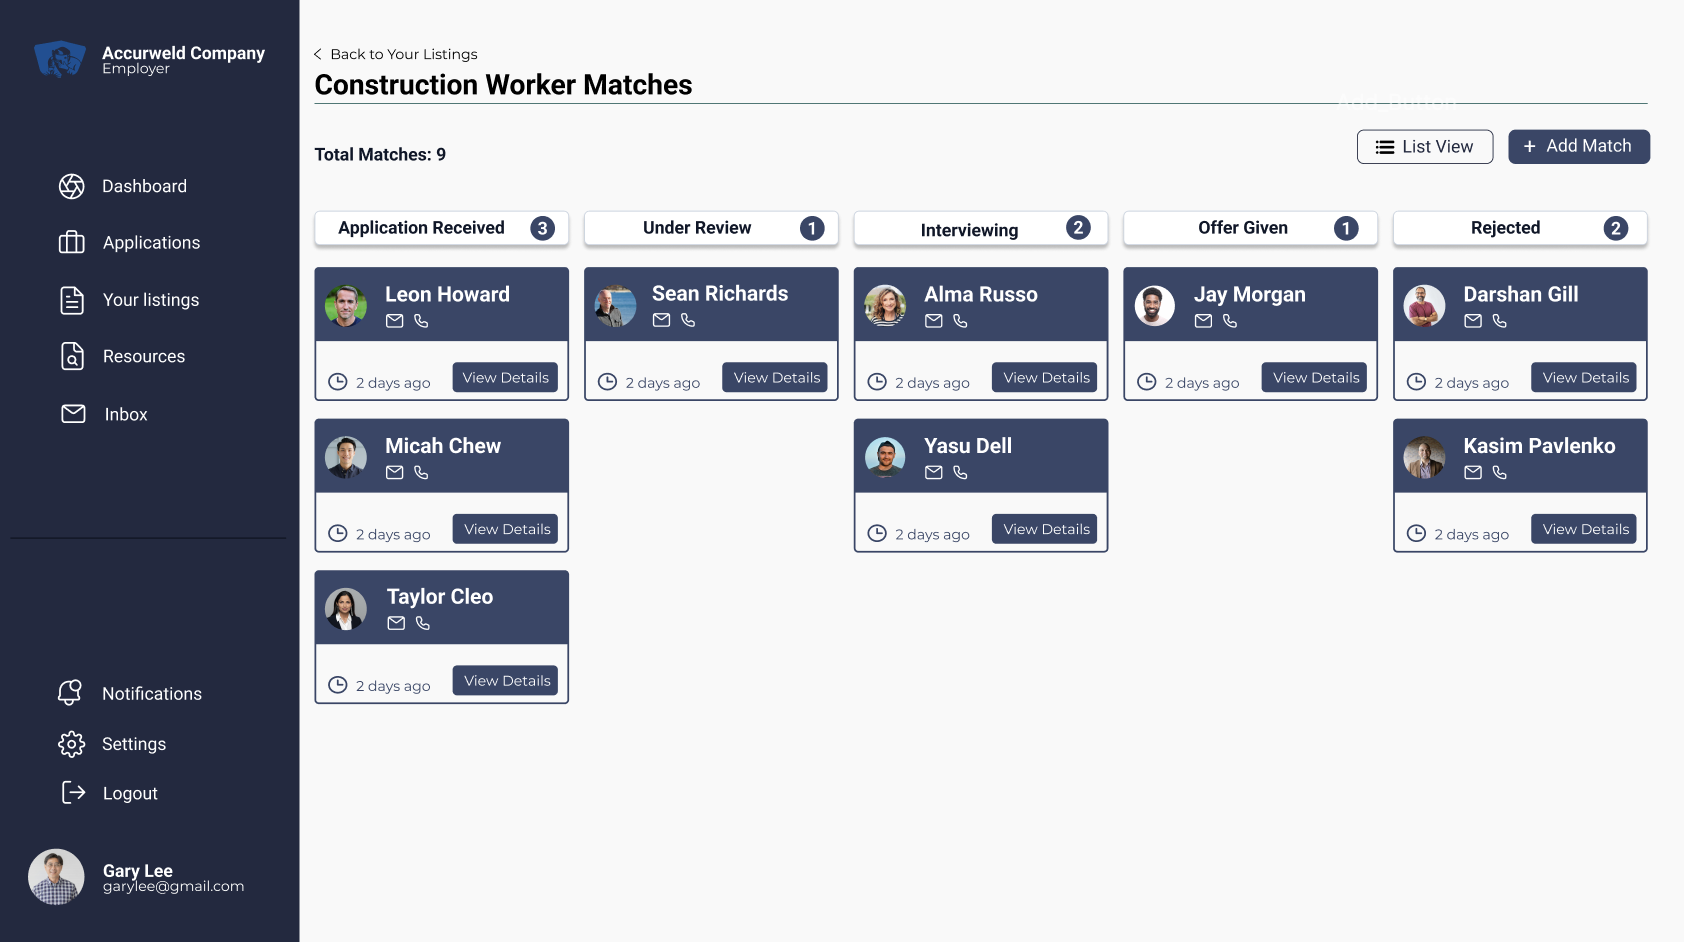 Accurweld Company
Employer
Dashboard
Applications
Your listings
Resources
Inbox
Notifications
Settings
Logout
Gary Lee
garylee@gmail.com
Back to Your Listings
Construction Worker Matches
Total Matches: 9
List View
+ Add Match
Application Received 3
Leon Howard
2 days ago View Details
Micah Chew
2 days ago View Details
Taylor Cleo
2 days ago View Details
Under Review 1
Sean Richards
2 days ago View Details
Interviewing 2
Alma Russo
2 days ago View Details
Yasu Dell
2 days ago View Details
Offer Given 1
Jay Morgan
2 days ago View Details
Rejected 2
Darshan Gill
2 days ago View Details
Kasim Pavlenko
2 days ago View Details